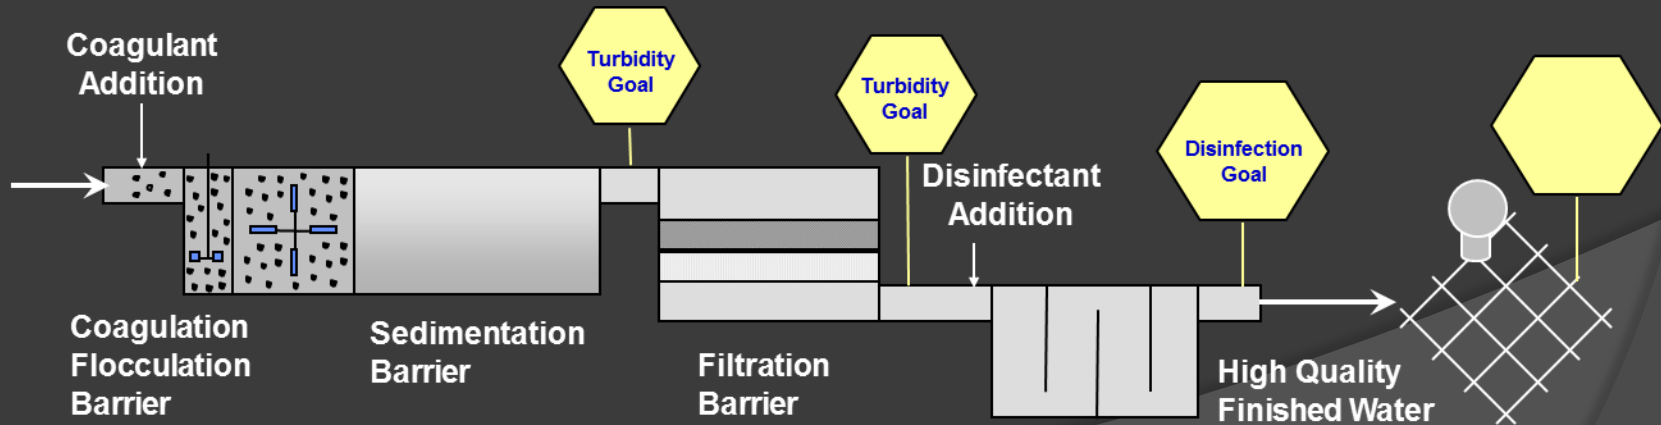 Coagulant
Addition
Turbidity
Goal
Turbidity
Goal
Disinfectant
Addition
Disinfection
Goal
Coagulation
Flocculation
Barrier
Sedimentation
Barrier
Filtration
Barrier
High Quality
Finished Water